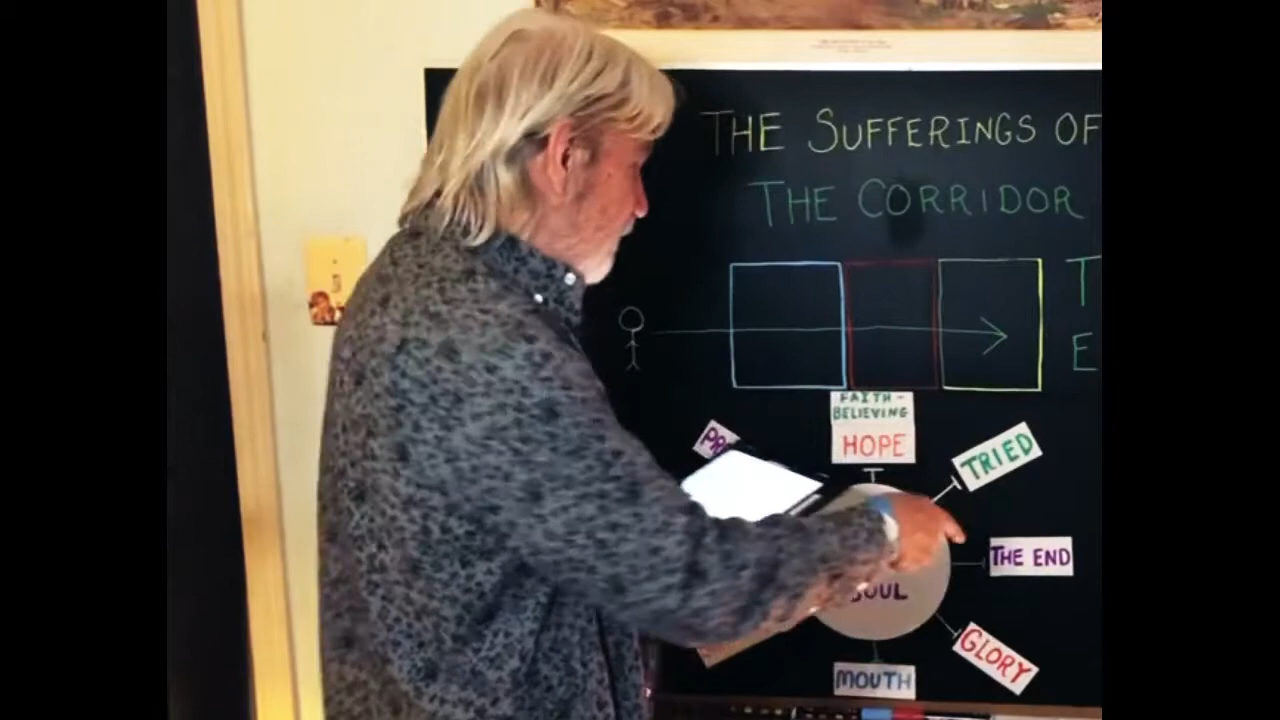 THE SUFFERINGS OF
THE CORRIDOR
T
E
FAITH-
BELIEVING
HOPE
TRIED
THE END
SOUL
GLORY
MOUTH